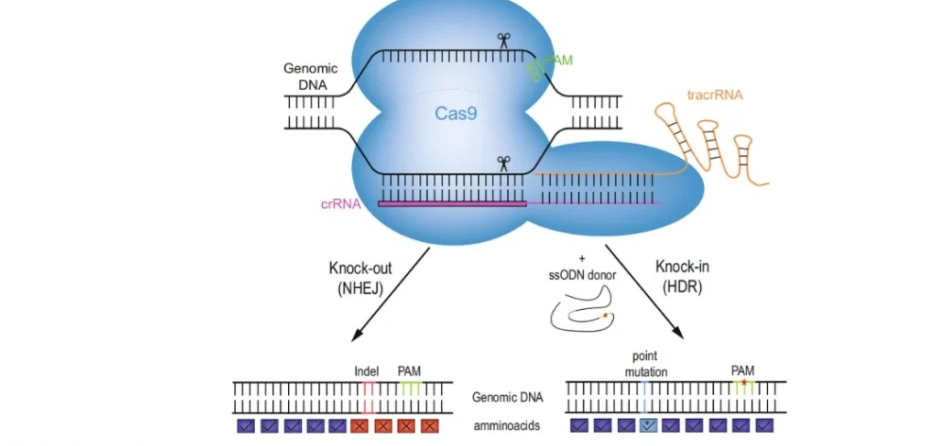 PAM
Genomic
DNA
tracrRNA
Cas9
crRNA
Knock-out
(NHEJ)
+
ssODN donor
Knock-in
(HDR)
point
mutation
Indel
PAM
PAM
Genomic DNA
amminoacids